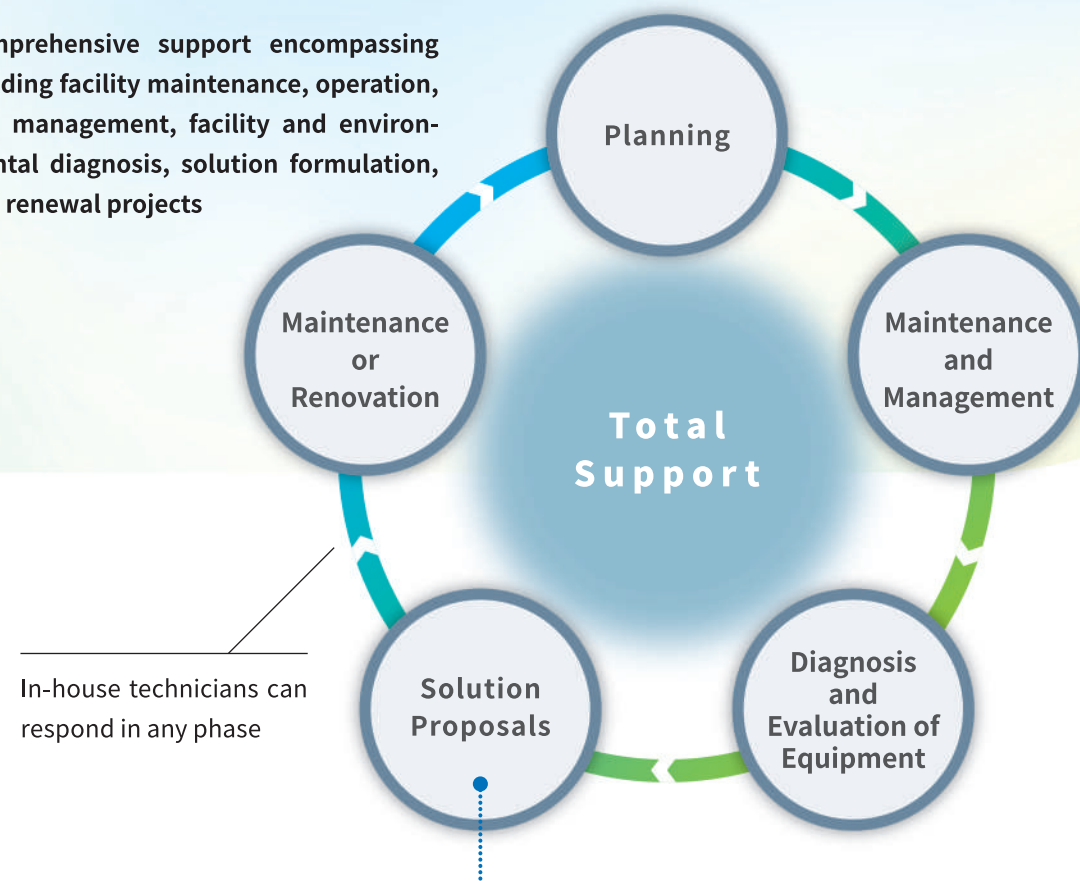 mprehensive support encompassing
ding facility maintenance, operation,
management, facility and environ-
ntal diagnosis, solution formulation,
renewal projects
Planning
Maintenance
or
Renovation
Maintenance
and
Management
Total
Support
In-house technicians can
respond in any phase
Solution
Proposals
Diagnosis
and
Evaluation of
Equipment